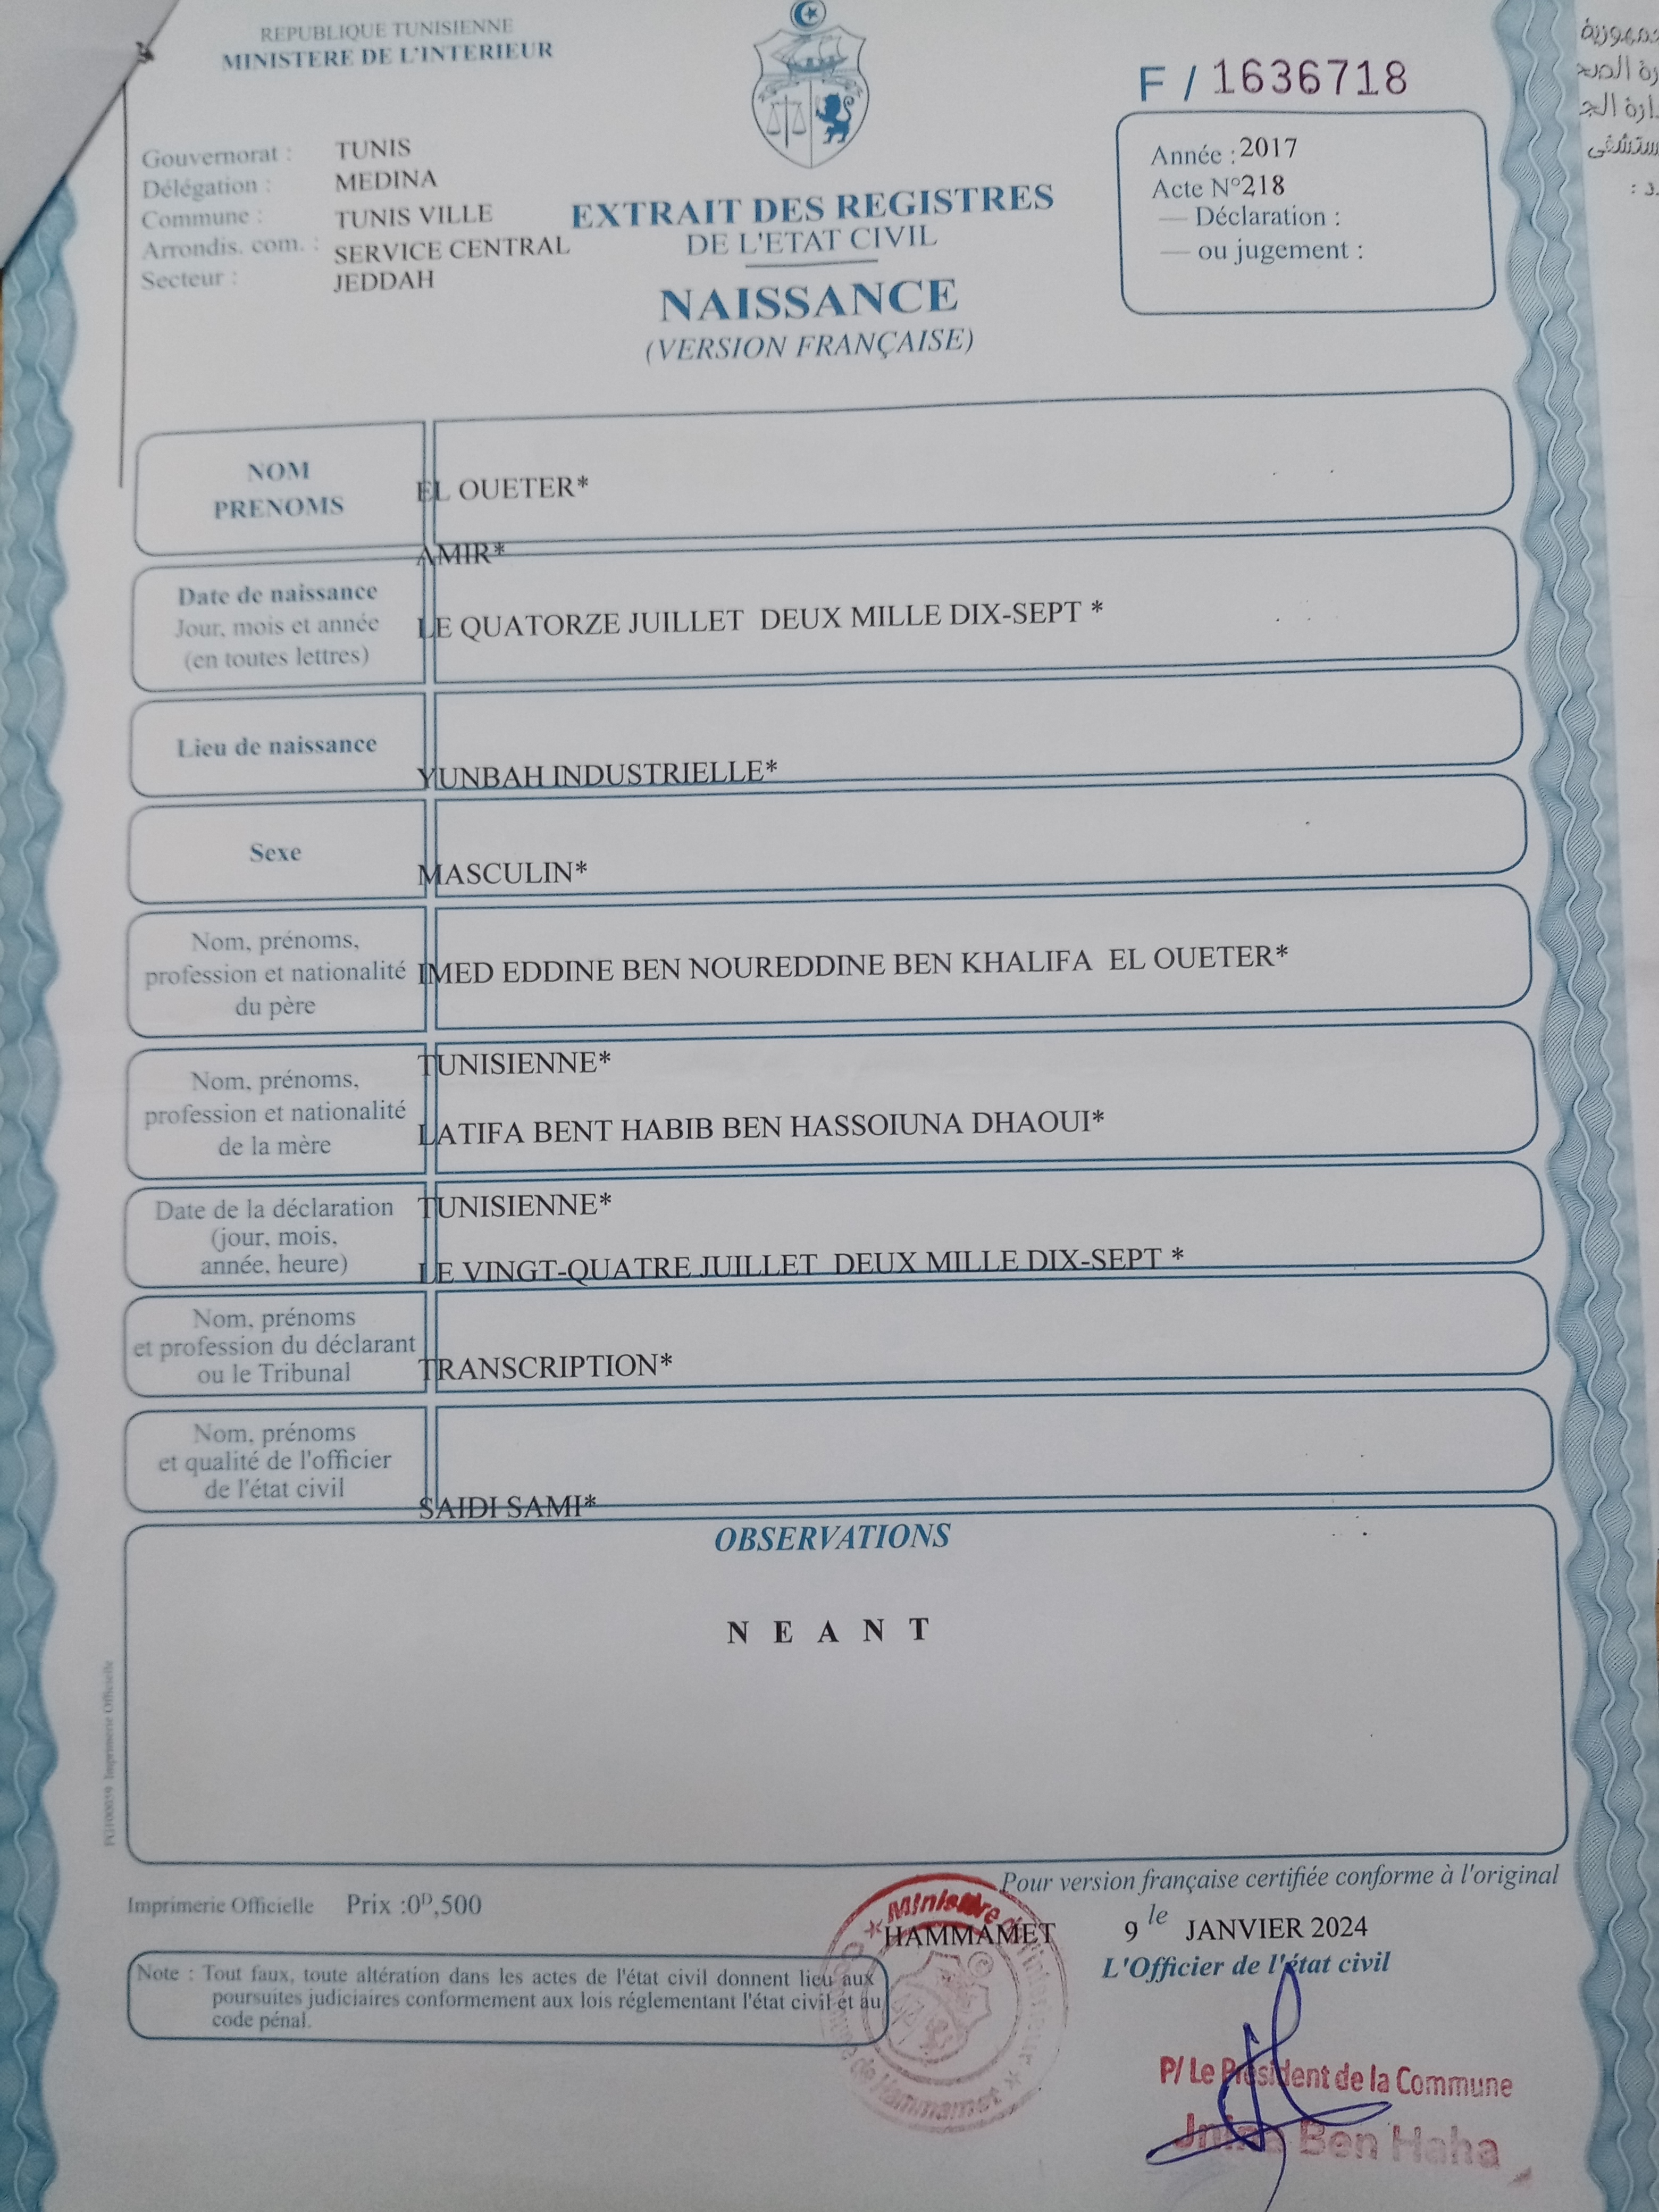 REPUBLIQUE TUNISIENNE
MINISTERE DE L'INTERIEUR
F / 1636718
Gouvernorat : TUNIS
Délégation : MEDINA
Commune : TUNIS VILLE
Arrondis. com. : SERVICE CENTRAL
Secteur : JEDDAH
EXTRAIT DES REGISTRES
DE L'ETAT CIVIL
NAISSANCE
(VERSION FRANÇAISE)
Année : 2017
Acte N°218
— Déclaration :
— ou jugement :
NOM
PRENOMS
EL OUETER*
AMIR*
Date de naissance
Jour, mois et année
(en toutes lettres)
LE QUATORZE JUILLET DEUX MILLE DIX-SEPT *
Lieu de naissance
YUNBAH INDUSTRIELLE*
Sexe
MASCULIN*
Nom, prénoms,
profession et nationalité
du père
IMED EDDINE BEN NOUREDDINE BEN KHALIFA EL OUETER*
TUNISIENNE*
Nom, prénoms,
profession et nationalité
de la mère
LATIFA BENT HABIB BEN HASSOIUNA DHAOUI*
TUNISIENNE*
Date de la déclaration
(jour, mois,
année, heure)
LE VINGT-QUATRE JUILLET DEUX MILLE DIX-SEPT *
Nom, prénoms
et profession du déclarant
ou le Tribunal
TRANSCRIPTION*
Nom, prénoms
et qualité de l'officier
de l'état civil
SAIDI SAMI*
OBSERVATIONS
N E A N T
Imprimerie Officielle
Imprimerie Officielle Prix :0ᴰ,500
Pour version française certifiée conforme à l'original
HAMMAMET 9 le JANVIER 2024
L'Officier de l'état civil
Note : Tout faux, toute altération dans les actes de l'état civil donnent lieu aux
poursuites judiciaires conformement aux lois réglementant l'état civil et au
code pénal.
Ministère de l'Intérieur
Commune de Hammamet
P/ Le Président de la Commune
Ben Haha